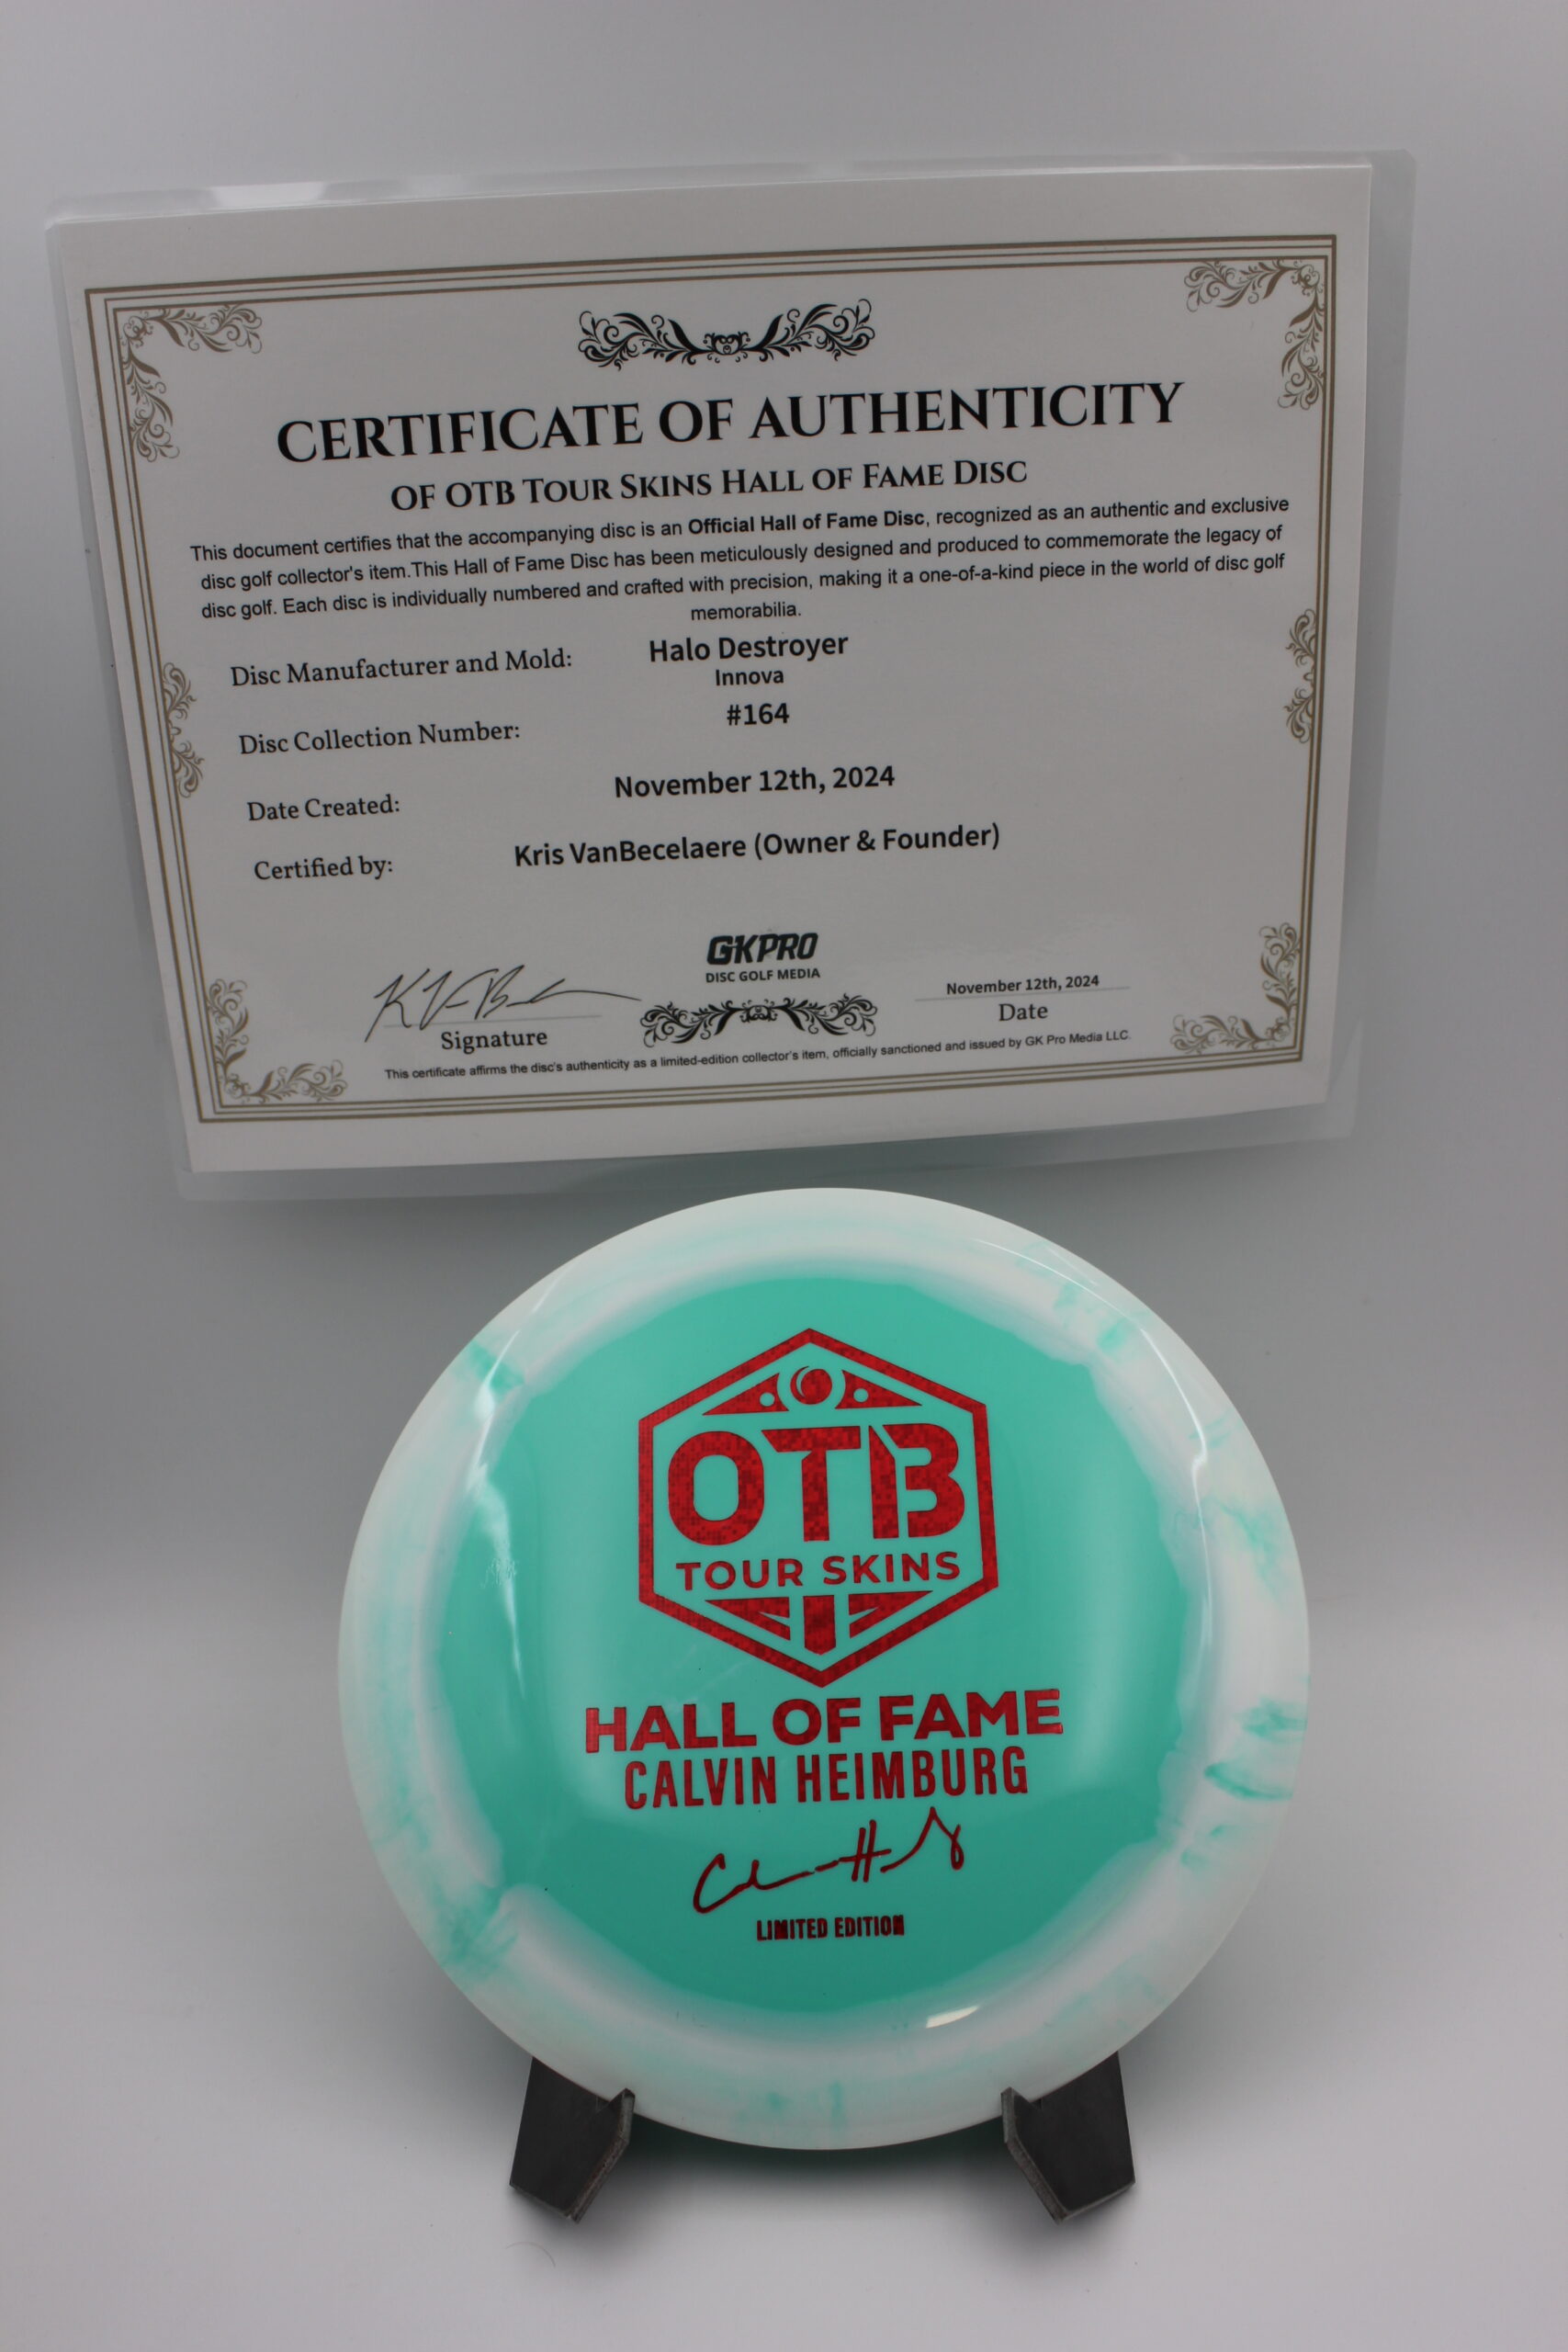 CERTIFICATE OF AUTHENTICITY
OF OTB TOUR SKINS HALL OF FAME DISC
This document certifies that the accompanying disc is an Official Hall of Fame Disc, recognized as an authentic and exclusive
disc golf collector's item.This Hall of Fame Disc has been meticulously designed and produced to commemorate the legacy of
disc golf. Each disc is individually numbered and crafted with precision, making it a one-of-a-kind piece in the world of disc golf
memorabilia.
Disc Manufacturer and Mold: Halo Destroyer
Innova
Disc Collection Number: #164
Date Created: November 12th, 2024
Certified by: Kris VanBecelaere (Owner & Founder)
GKPRO
DISC GOLF MEDIA
November 12th, 2024
Signature
Date
This certificate affirms the disc's authenticity as a limited-edition collector's item, officially sanctioned and issued by GK Pro Media LLC.
OTB
TOUR SKINS
HALL OF FAME
CALVIN HEIMBURG
LIMITED EDITION